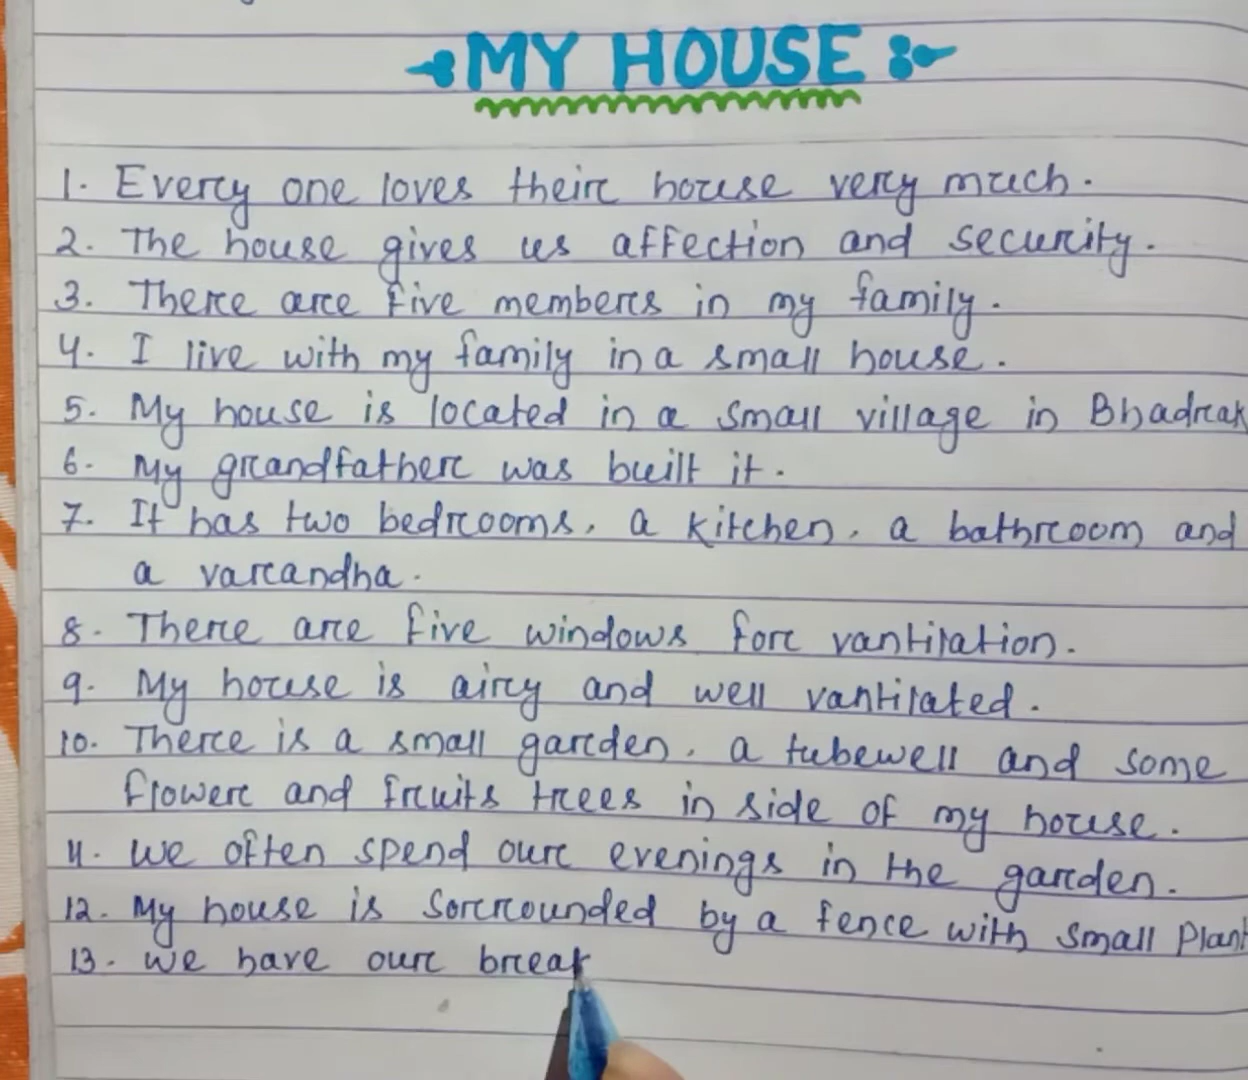 MY HOUSE
1. Every one loves their house very much.
2. The house gives us affection and security.
3. There are five members in my family.
4. I live with my family in a small house.
5. My house is located in a small village in Bhadrak
6. My grandfather was built it.
7. It has two bedrooms, a kitchen, a bathroom and
a varandha.
8. There are five windows for vantilation.
9. My house is airy and well vantilated.
10. There is a small garden, a tubewell and some
flower and fruits trees in side of my house.
11. We often spend our evenings in the garden.
12. My house is Sorrounded by a fence with small Plant
13. We have our break